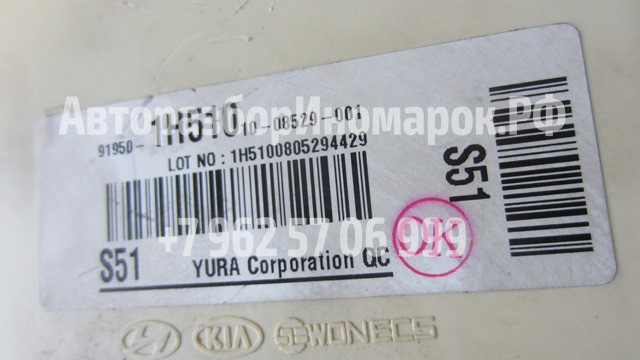 АвторазборИномарок.РФ
91950-1H510 10-08529-001
LOT NO : 1H5100805294429
S51
+7 962 57 06 999
OK
S51 YURA Corporation QC
KIA SEWONECS